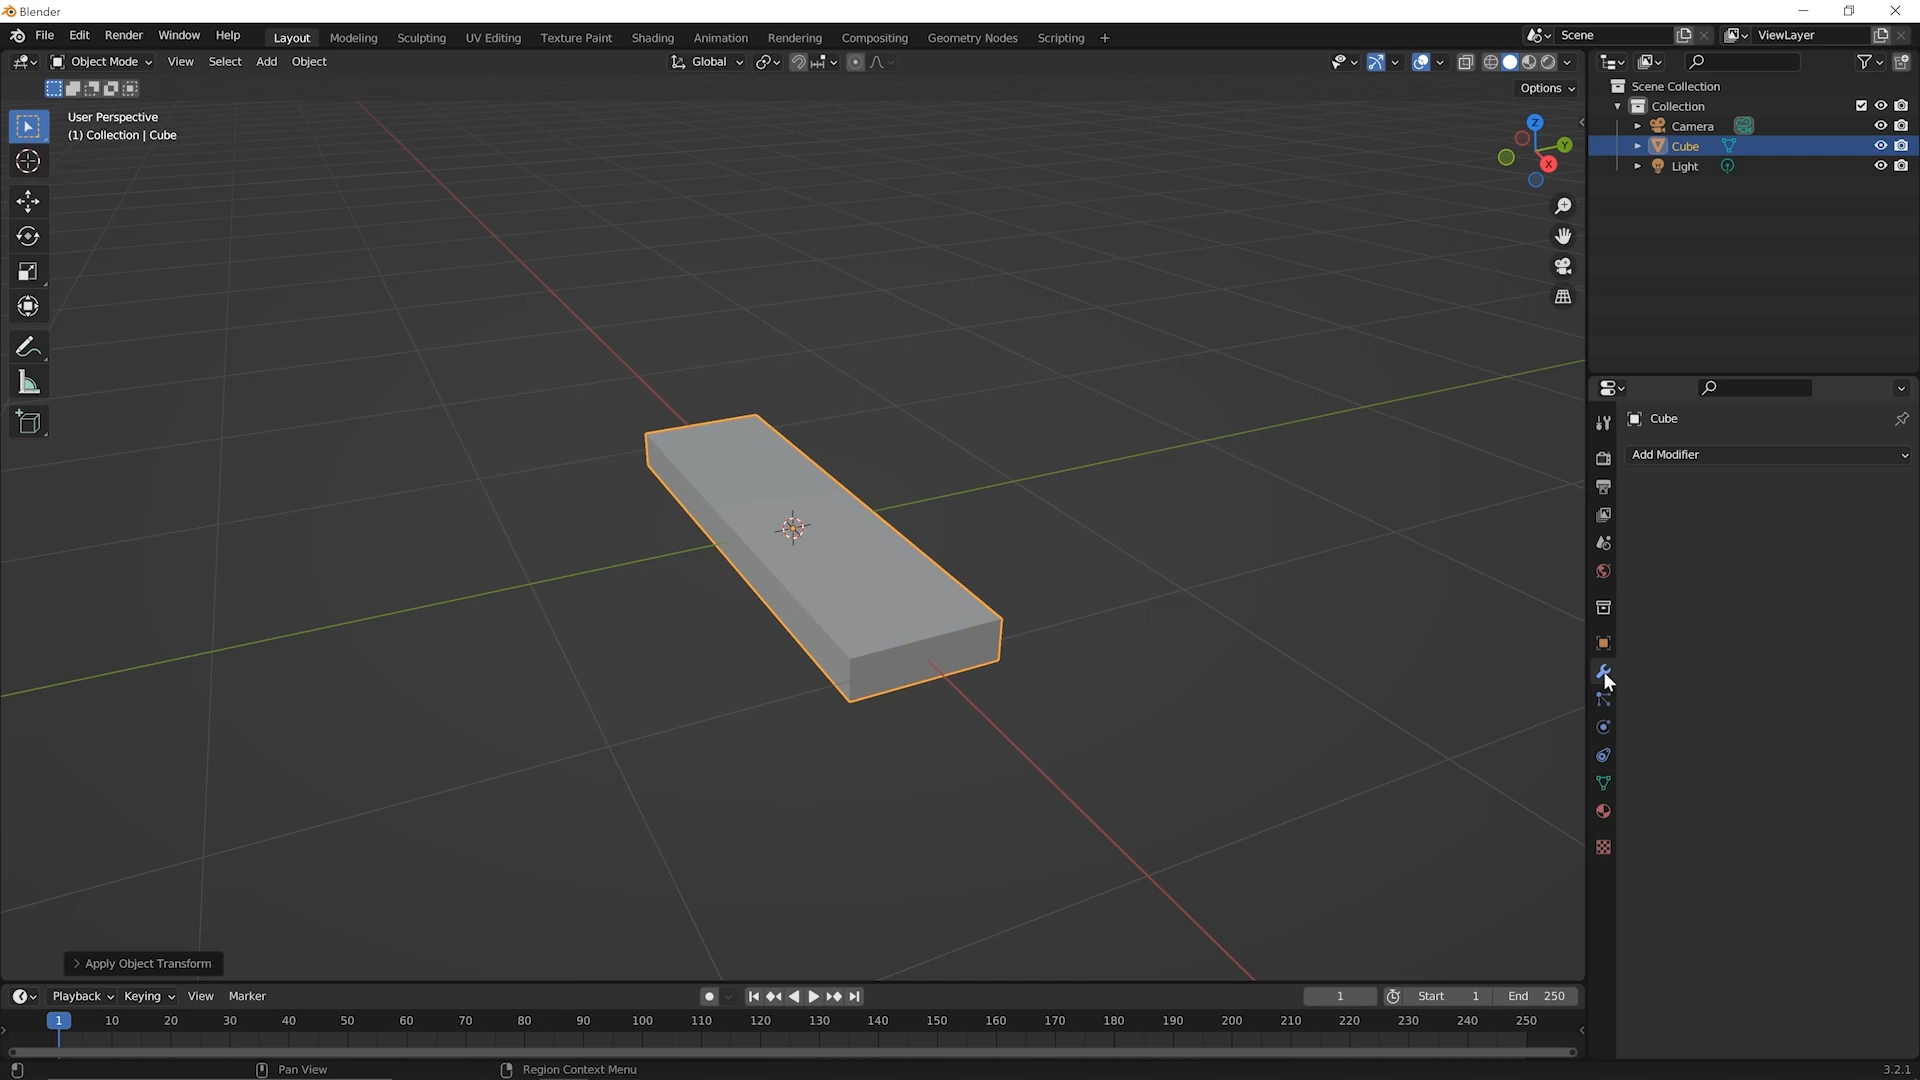 Blender
File Edit Render Window Help Layout Modeling Sculpting UV Editing Texture Paint Shading Animation Rendering Compositing Geometry Nodes Scripting + Scene ViewLayer
Object Mode View Select Add Object Global
Options
User Perspective
(1) Collection | Cube
Z
Y
X
Scene Collection
Collection
Camera
Cube
Light
Cube
Add Modifier
> Apply Object Transform
Playback Keying View Marker 1 Start 1 End 250
1 10 20 30 40 50 60 70 80 90 100 110 120 130 140 150 160 170 180 190 200 210 220 230 240 250
Pan View Region Context Menu 3.2.1